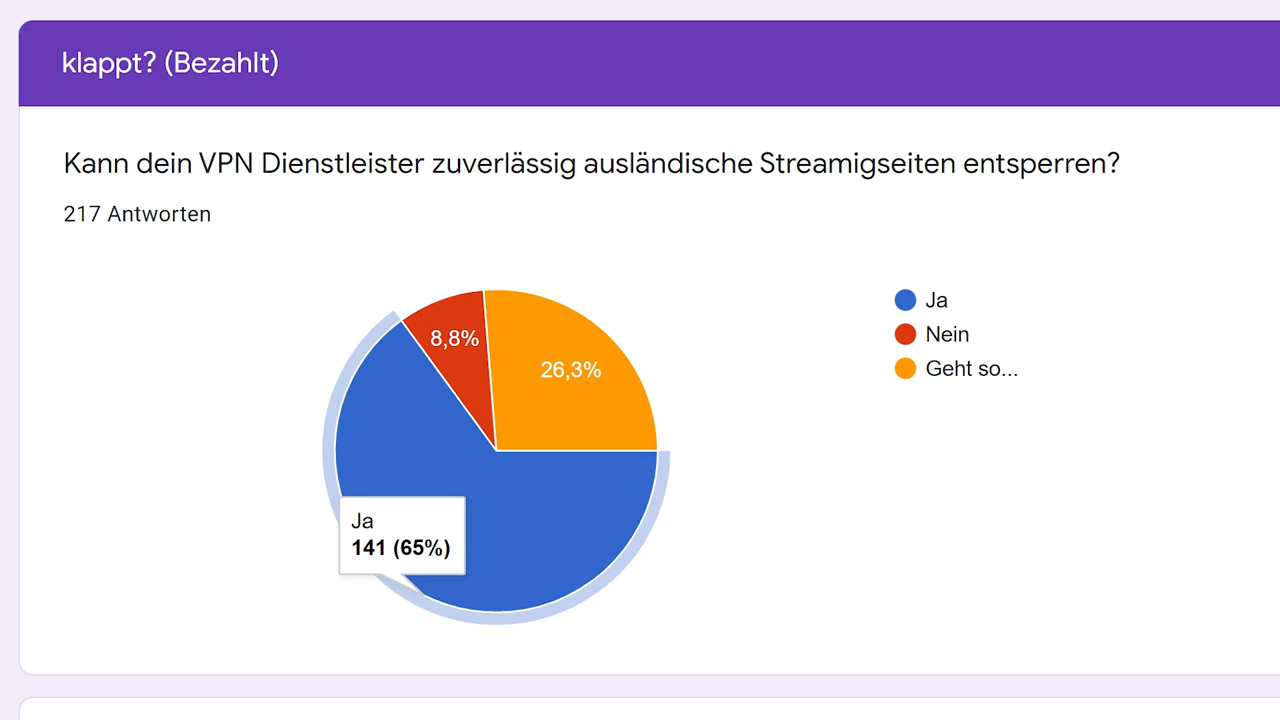 klappt? (Bezahlt)
Kann dein VPN Dienstleister zuverlässig ausländische Streamigseiten entsperren?
217 Antworten
8,8%
26,3%
Ja
141 (65%)
Ja
Nein
Geht so...